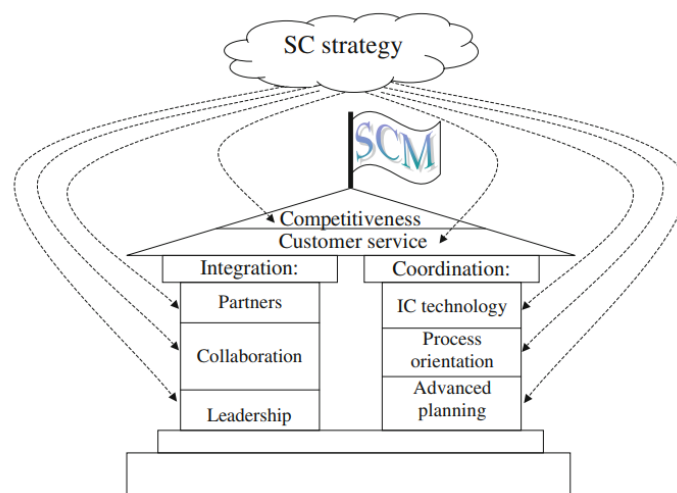 SC strategy
SCM
Competitiveness
Customer service
Integration:
Partners
Collaboration
Leadership
Coordination:
IC technology
Process
orientation
Advanced
planning